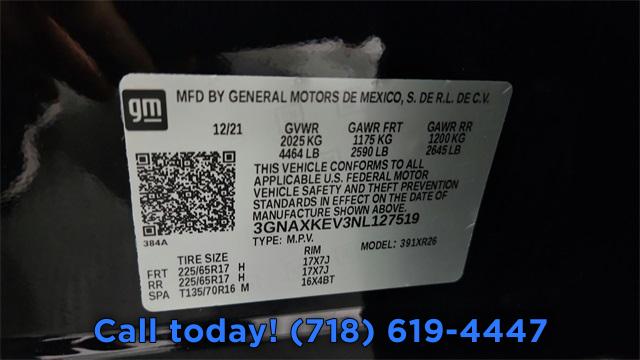 gm
MFD BY GENERAL MOTORS DE MEXICO, S. DE R.L. DE C.V.
12/21 GVWR GAWR FRT GAWR RR
2025 KG 1175 KG 1200 KG
4464 LB 2590 LB 2645 LB
THIS VEHICLE CONFORMS TO ALL
APPLICABLE U.S. FEDERAL MOTOR
VEHICLE SAFETY AND THEFT PREVENTION
STANDARDS IN EFFECT ON THE DATE OF
MANUFACTURE SHOWN ABOVE.
3GNAXKEV3NL127519
384A
TYPE: M.P.V. MODEL: 391XR26
TIRE SIZE RIM
FRT 225/65R17 H 17X7J
RR 225/65R17 H 17X7J
SPA T135/70R16 M 16X4BT
Call today! (718) 619-4447